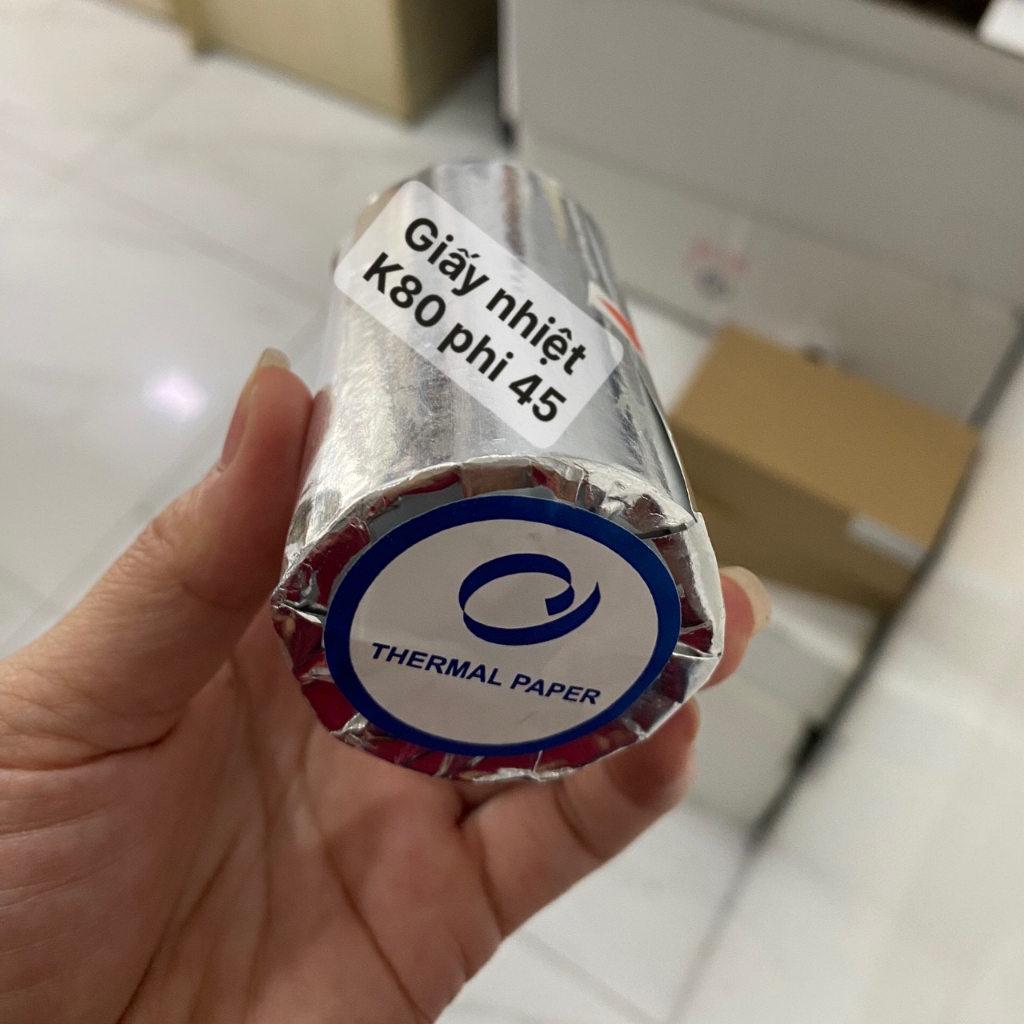 Giấy nhiệt
K80 phi 45
THERMAL PAPER